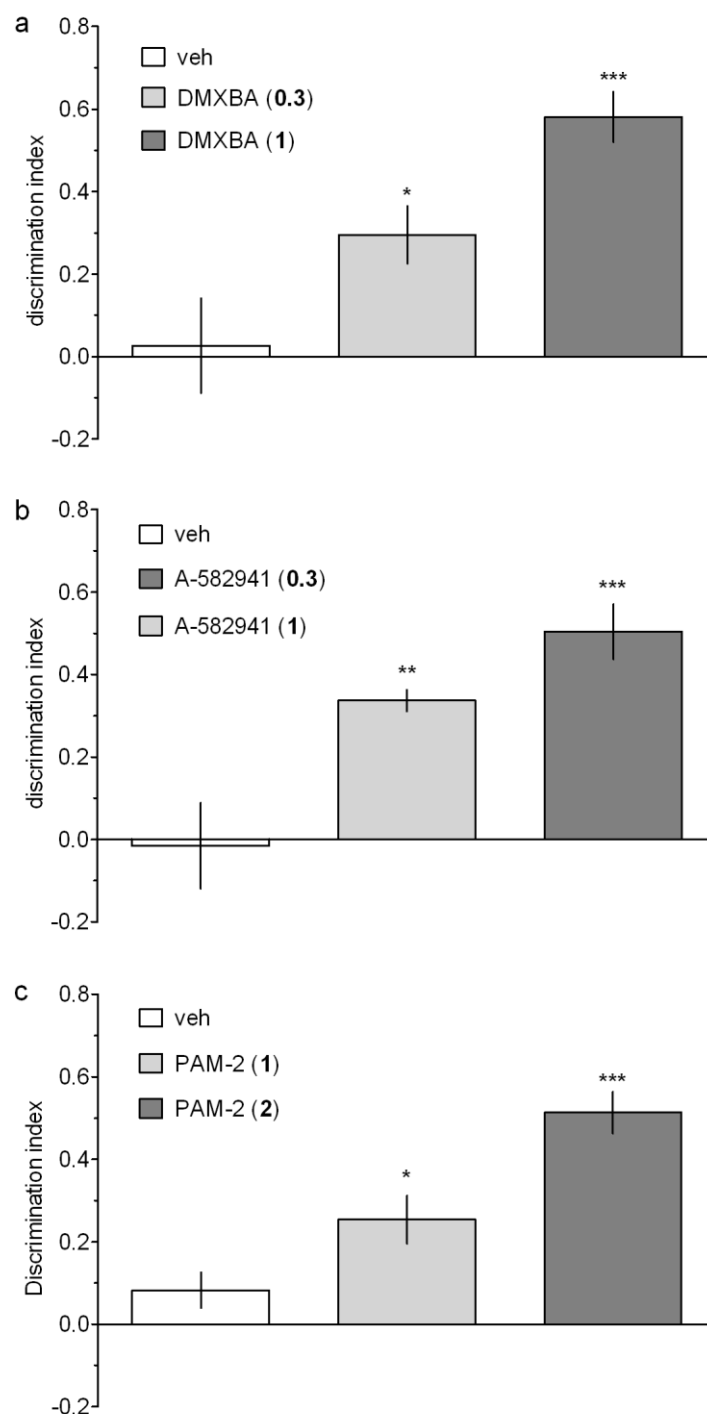 a
0.8
veh
DMXBA (0.3)
DMXBA (1)
0.6
0.4
0.2
0.0
-0.2
discrimination index
*
***
b
0.8
veh
A-582941 (0.3)
A-582941 (1)
0.6
0.4
0.2
0.0
-0.2
discrimination index
**
***
c
0.8
veh
PAM-2 (1)
PAM-2 (2)
0.6
0.4
0.2
0.0
-0.2
Discrimination index
*
***